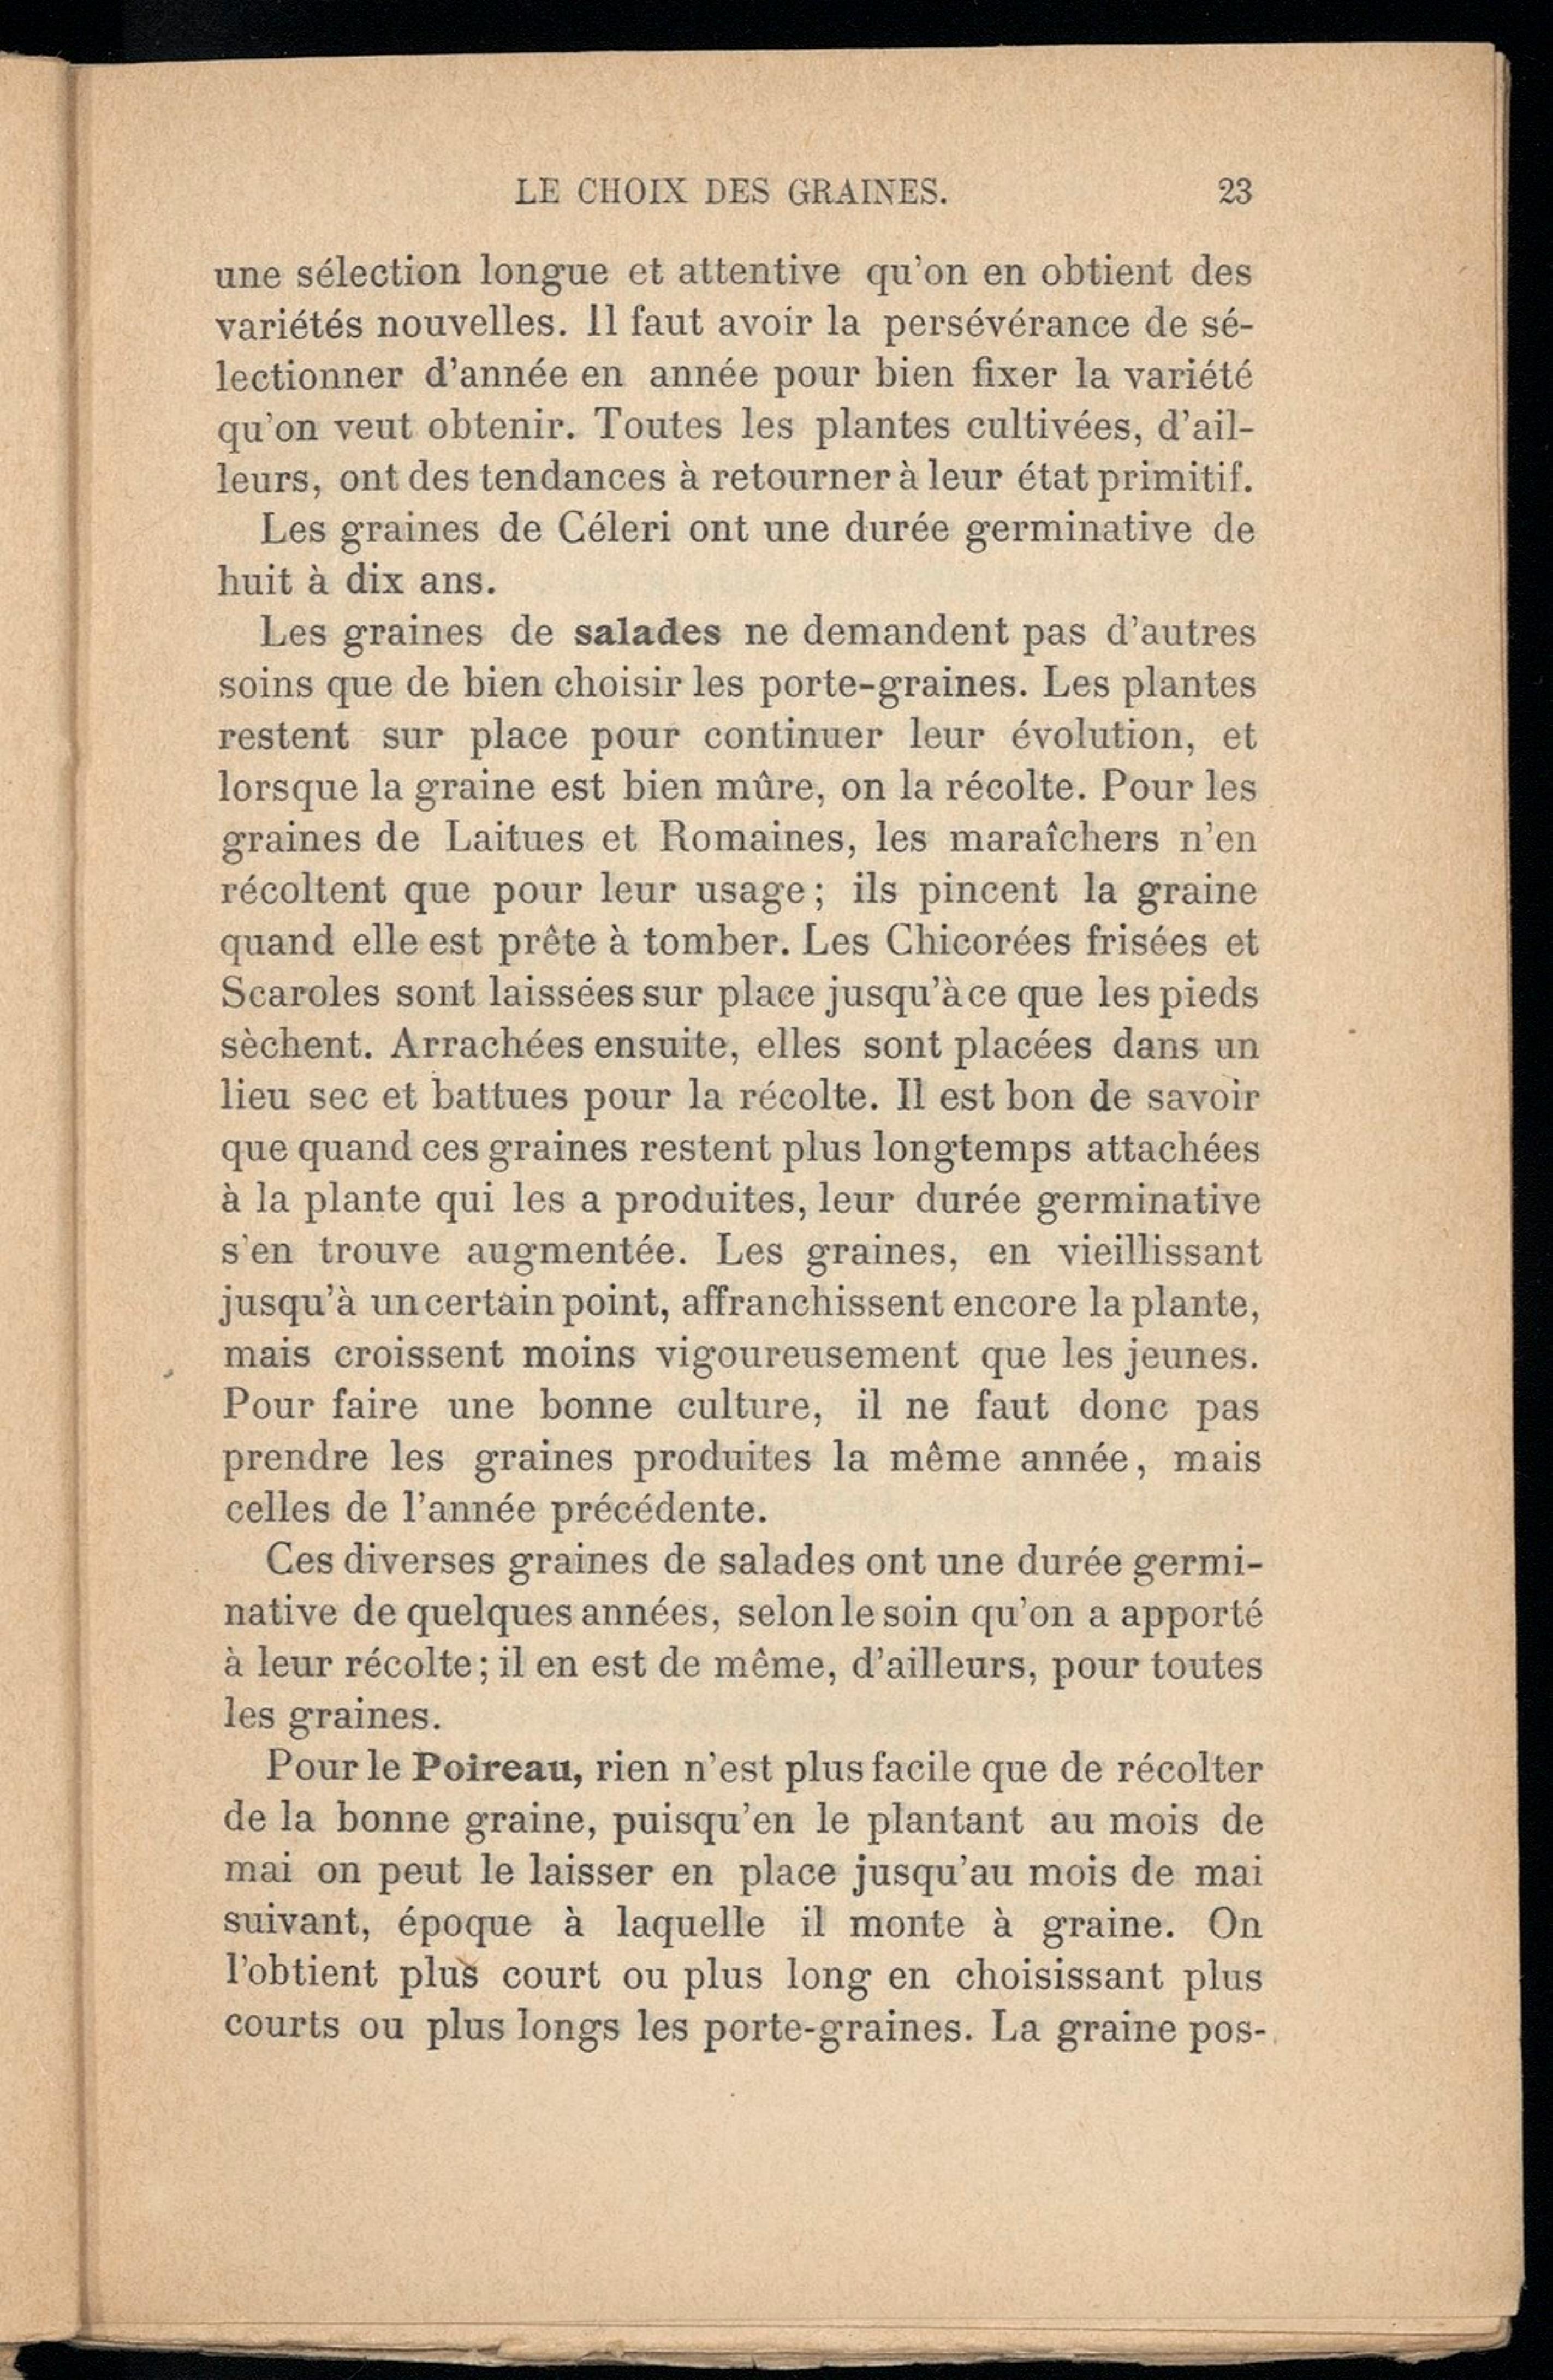 LE CHOIX DES GRAINES. 23
une sélection longue et attentive qu'on en obtient des
variétés nouvelles. Il faut avoir la persévérance de sé-
lectionner d'année en année pour bien fixer la variété
qu'on veut obtenir. Toutes les plantes cultivées, d'ail-
leurs, ont des tendances à retourner à leur état primitif.
Les graines de Céleri ont une durée germinative de
huit à dix ans.
Les graines de salades ne demandent pas d'autres
soins que de bien choisir les porte-graines. Les plantes
restent sur place pour continuer leur évolution, et
lorsque la graine est bien mûre, on la récolte. Pour les
graines de Laitues et Romaines, les maraîchers n'en
récoltent que pour leur usage; ils pincent la graine
quand elle est prête à tomber. Les Chicorées frisées et
Scaroles sont laissées sur place jusqu'à ce que les pieds
sèchent. Arrachées ensuite, elles sont placées dans un
lieu sec et battues pour la récolte. Il est bon de savoir
que quand ces graines restent plus longtemps attachées
à la plante qui les a produites, leur durée germinative
s'en trouve augmentée. Les graines, en vieillissant
jusqu'à un certain point, affranchissent encore la plante,
mais croissent moins vigoureusement que les jeunes.
Pour faire une bonne culture, il ne faut donc pas
prendre les graines produites la même année, mais
celles de l'année précédente.
Ces diverses graines de salades ont une durée germi-
native de quelques années, selon le soin qu'on a apporté
à leur récolte; il en est de même, d'ailleurs, pour toutes
les graines.
Pour le Poireau, rien n'est plus facile que de récolter
de la bonne graine, puisqu'en le plantant au mois de
mai on peut le laisser en place jusqu'au mois de mai
suivant, époque à laquelle il monte à graine. On
l'obtient plus court ou plus long en choisissant plus
courts ou plus longs les porte-graines. La graine pos-